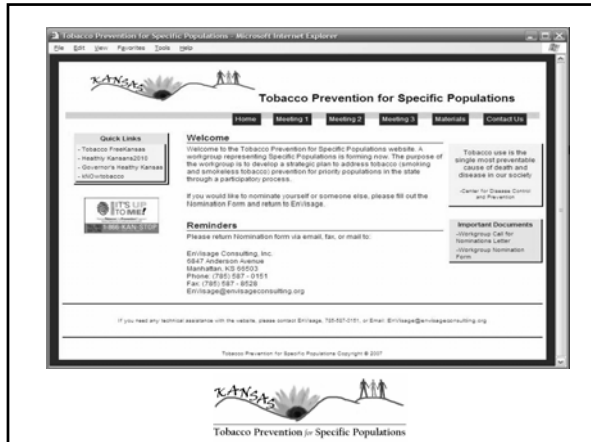 Tobacco Prevention for Specific Populations - Microsoft Internet Explorer
File Edit View Favorites Tools Help
KANSAS
Tobacco Prevention for Specific Populations
Home Meeting 1 Meeting 2 Meeting 3 Materials Contact Us
Quick Links
- Tobacco FreeKansas
- Healthy Kansans2010
- Governor's Healthy Kansas
- kNOwtobacco
IT'S UP
TO ME!
1-866-KAN-STOP
Welcome
Welcome to the Tobacco Prevention for Specific Populations website. A
workgroup representing Specific Populations is forming now. The purpose of
the workgroup is to develop a strategic plan to address tobacco (smoking
and smokeless tobacco) prevention for priority populations in the state
through a participatory process.
If you would like to nominate yourself or someone else, please fill out the
Nomination Form and return to EnVisage.
Reminders
Please return Nomination form via email, fax, or mail to:
EnVisage Consulting, Inc.
6847 Anderson Avenue
Manhattan, KS 66503
Phone: (785) 587 - 0151
Fax: (785) 587 - 8528
EnVisage@envisageconsulting.org
Tobacco use is the
single most preventable
cause of death and
disease in our society
-Center for Disease Control
and Prevention
Important Documents
-Workgroup Call for
Nominations Letter
-Workgroup Nomination
Form
If you need any technical assistance with the website, please contact EnVisage, 785-587-0151, or Email: EnVisage@envisageconsulting.org
Tobacco Prevention for Specific Populations Copyright © 2007
KANSAS
Tobacco Prevention for Specific Populations